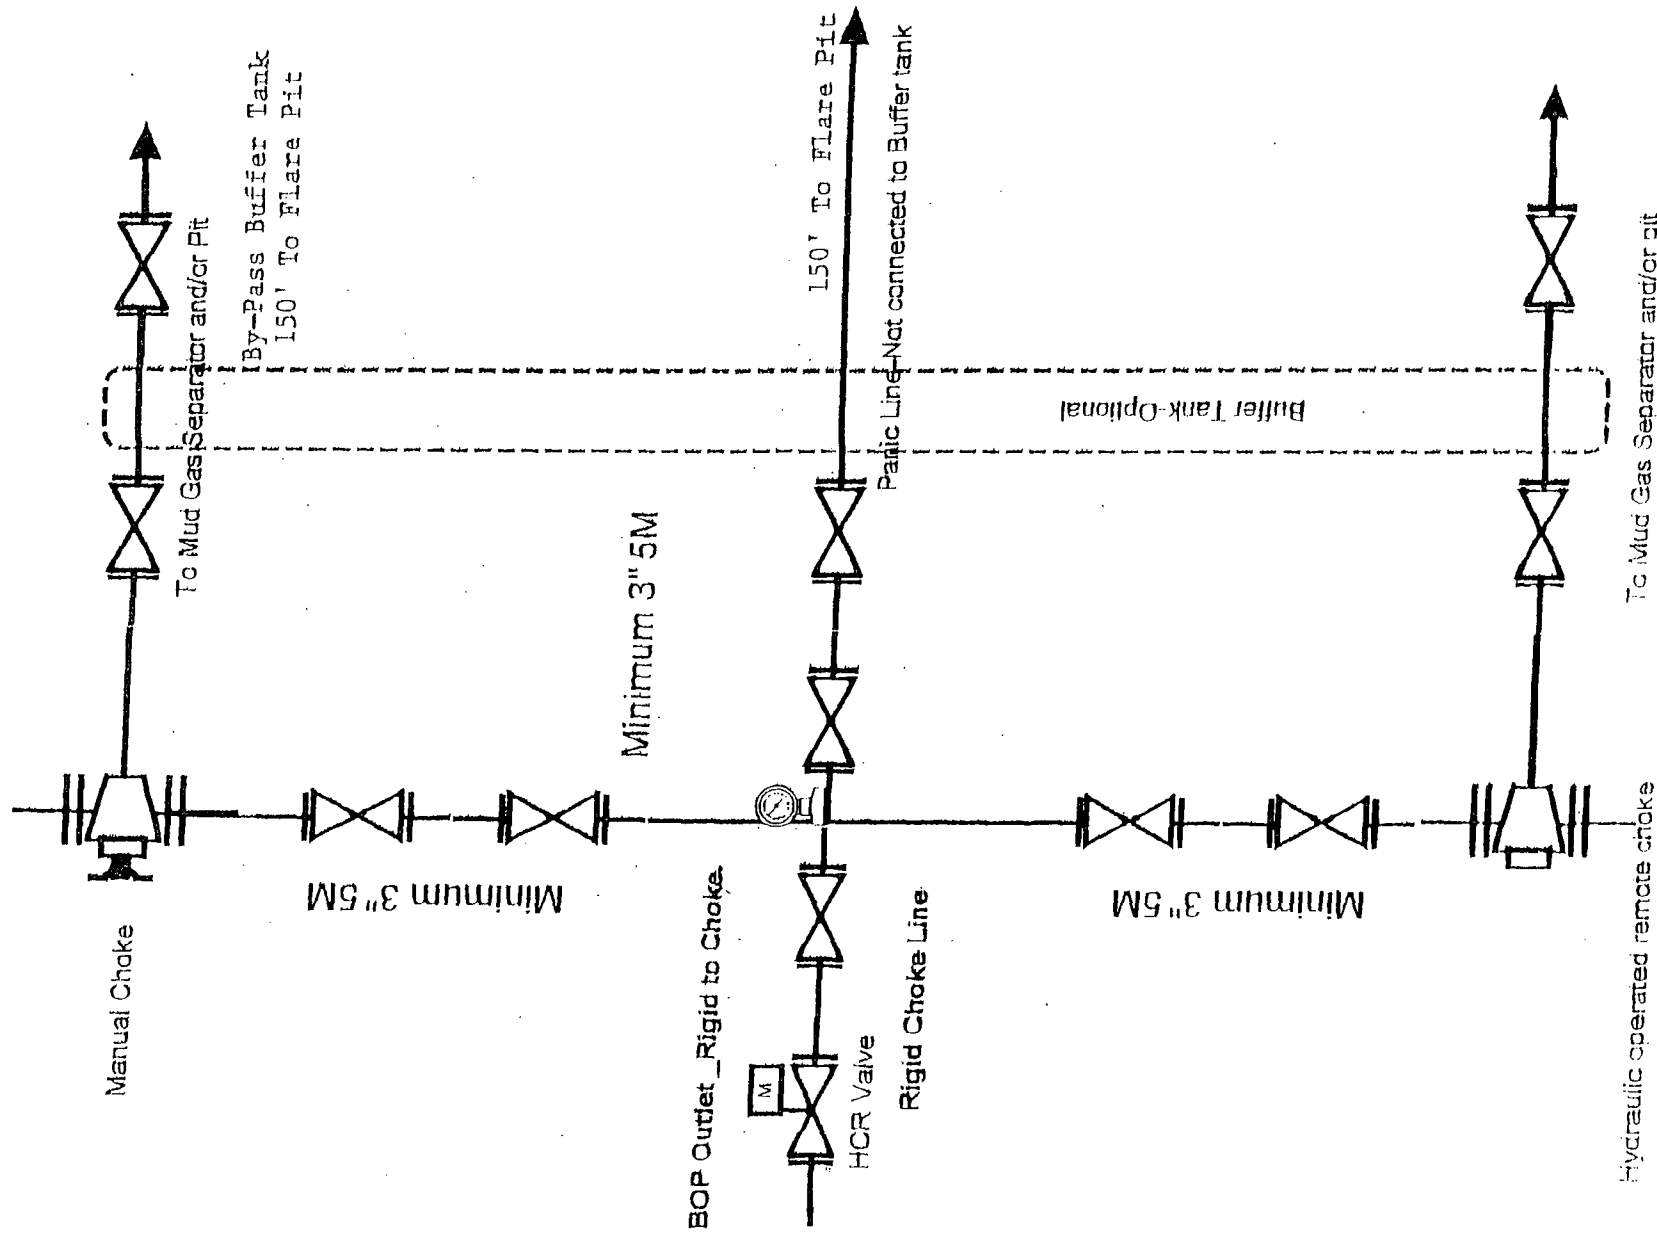 By-Pass Buffer Tank
150' To Flare Pit
To Mud Gas Separator and/or Pit
Manual Choke
Minimum 3" 5M
Minimum 3" 5M
150' To Flare Pit
Panic Line-Not connected to Buffer tank
Buffer Tank-Optional
BOP Outlet_Rigid to Choke.
M
HCR Valve
Rigid Choke Line
Minimum 3" 5M
To Mud Gas Separator and/or pit
Hydraulic operated remote choke